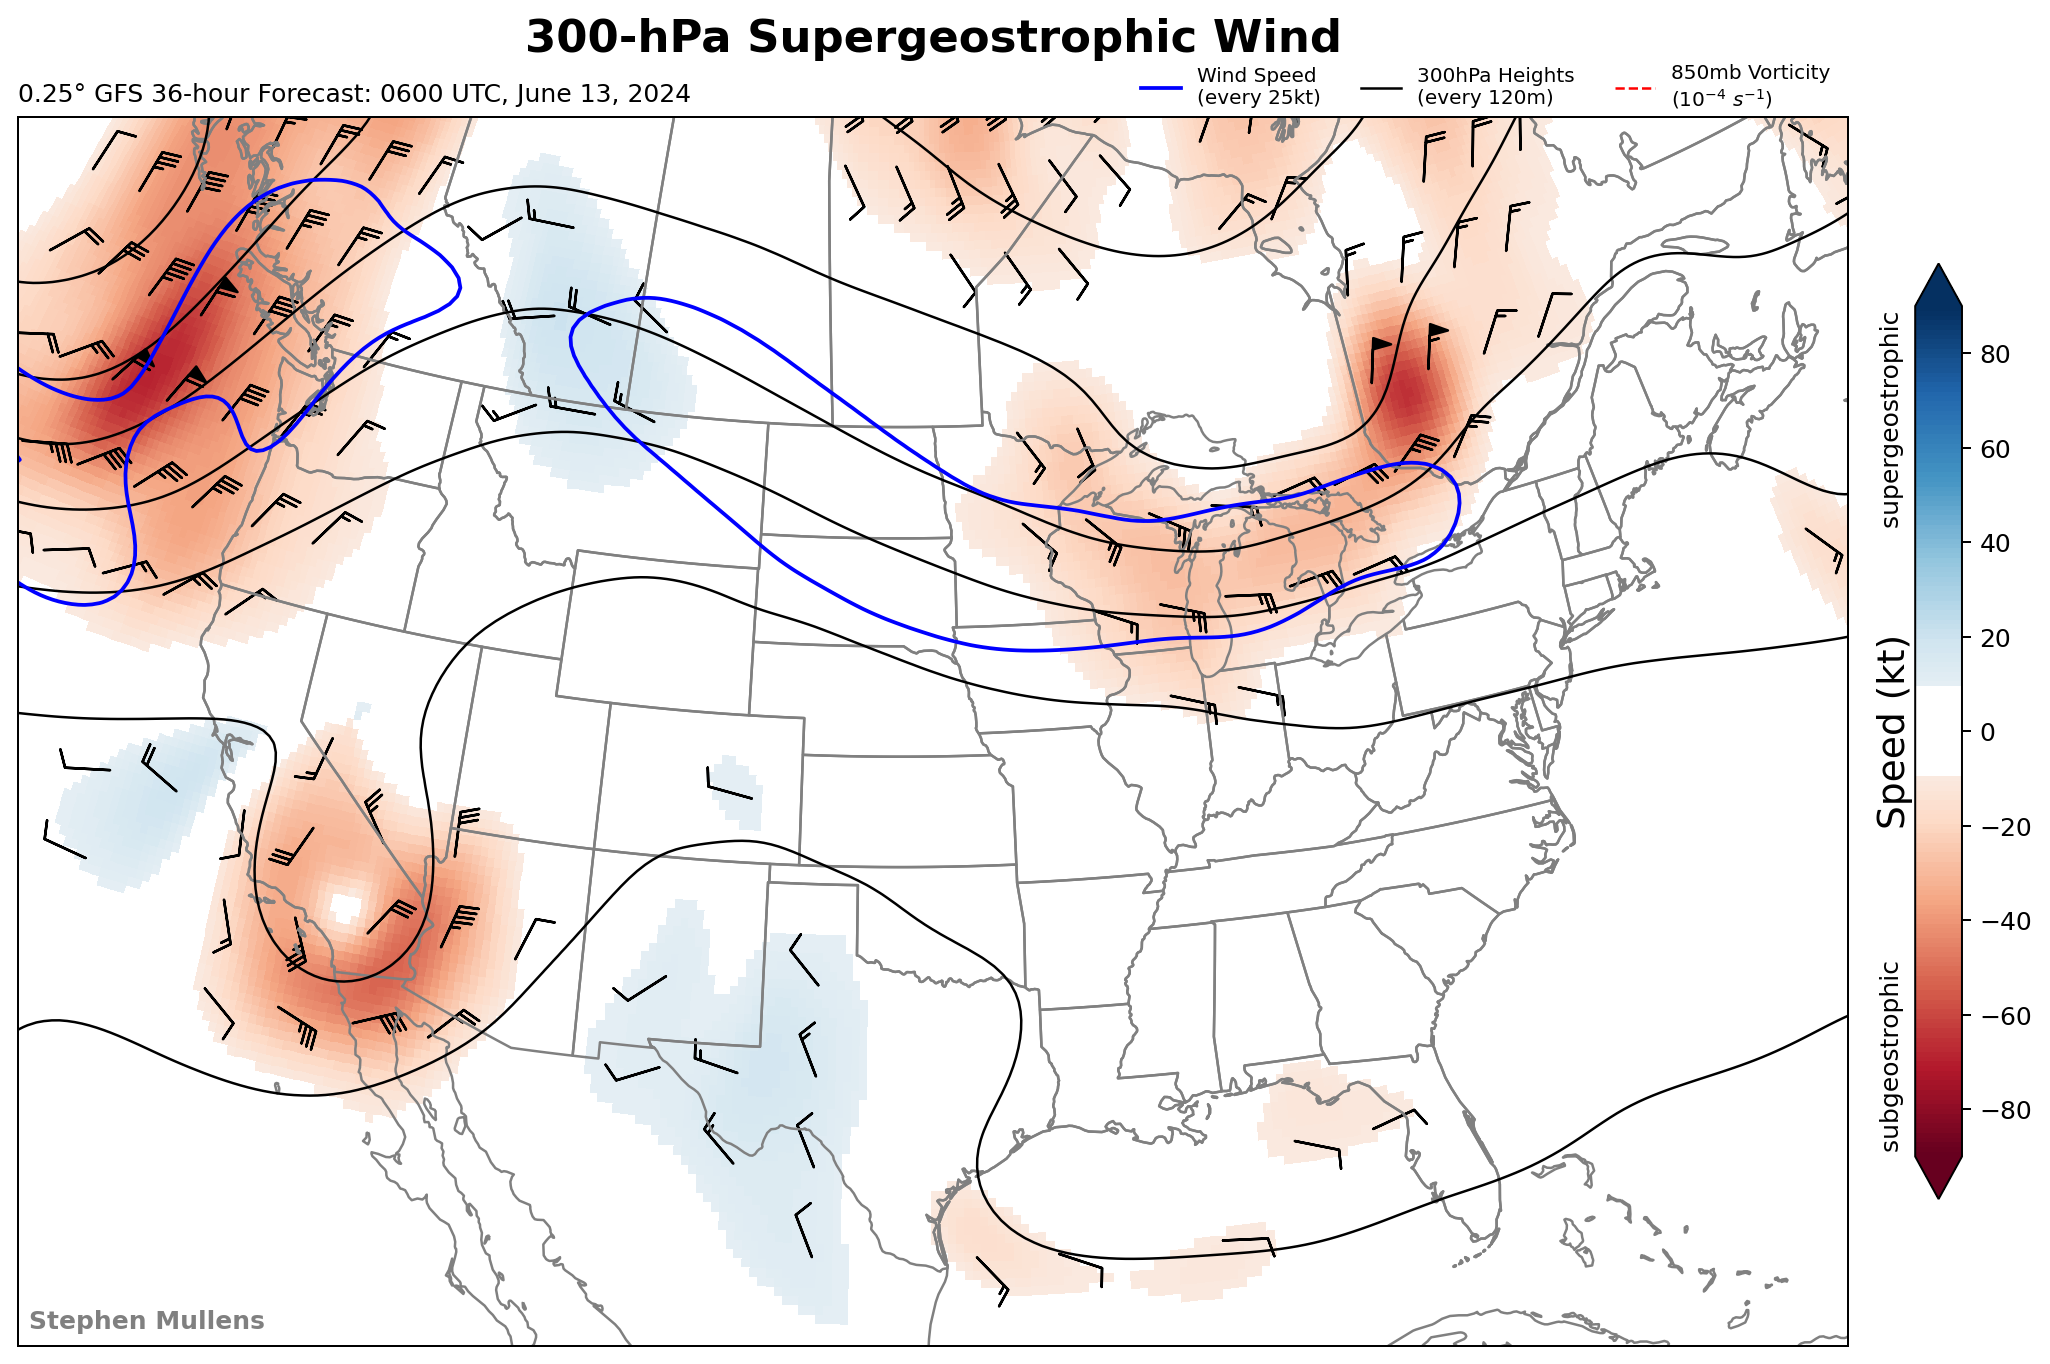 300-hPa Supergeostrophic Wind
0.25° GFS 36-hour Forecast: 0600 UTC, June 13, 2024
Wind Speed
(every 25kt)
300hPa Heights
(every 120m)
850mb Vorticity
(10⁻⁴ s⁻¹)
supergeostrophic
Speed (kt)
subgeostrophic
80
60
40
20
0
−20
−40
−60
−80
Stephen Mullens